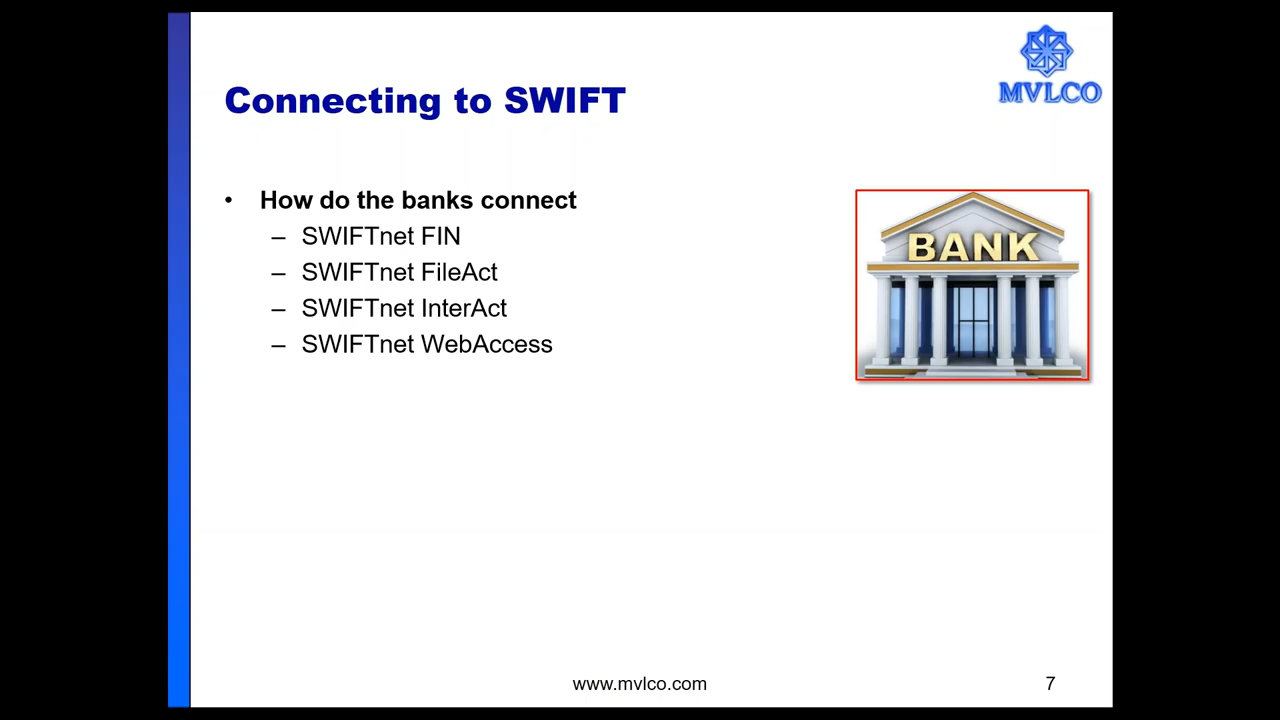 MVLCO
Connecting to SWIFT
• How do the banks connect
– SWIFTnet FIN
– SWIFTnet FileAct
– SWIFTnet InterAct
– SWIFTnet WebAccess
BANK
www.mvlco.com
7